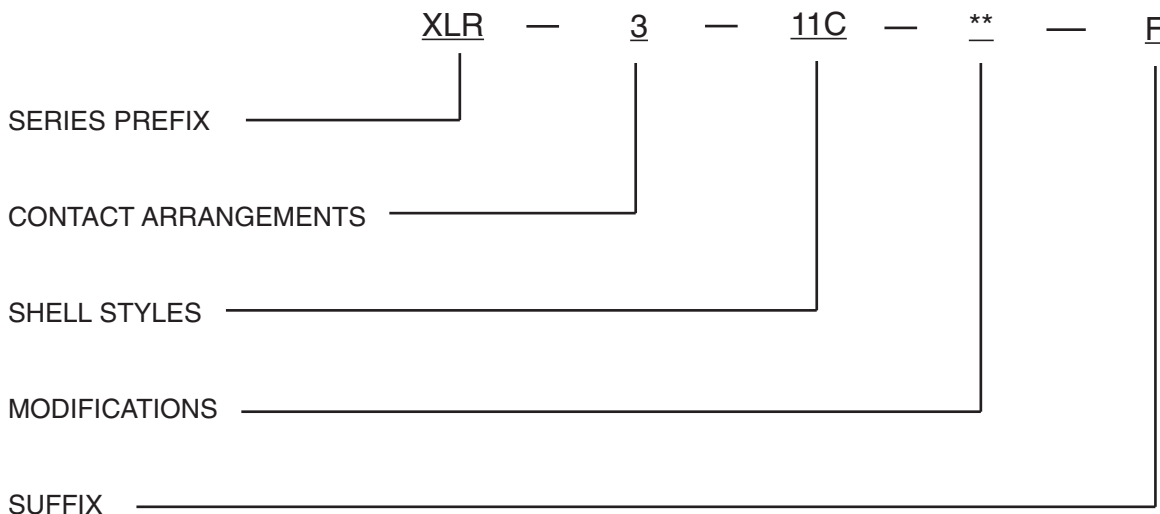 XLR — 3 — 11C — ** —
SERIES PREFIX
CONTACT ARRANGEMENTS
SHELL STYLES
MODIFICATIONS
SUFFIX